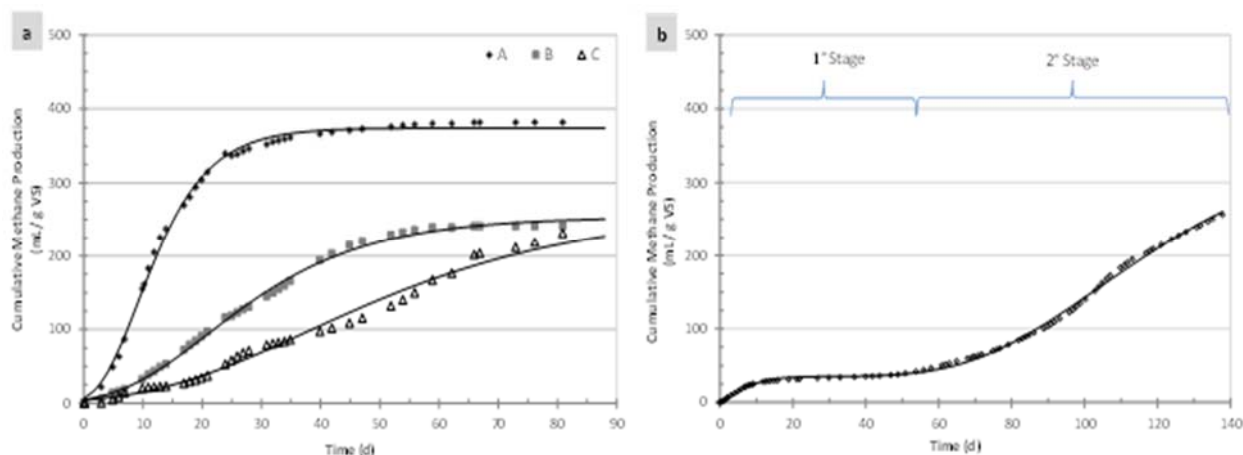 a
A B C
500
400
300
200
100
0
0 10 20 30 40 50 60 70 80 90
Cumulative Methane Production
(mL/ g VS)
Time (d)
b
1° Stage
2° Stage
500
400
300
200
100
0
0 20 40 60 80 100 120 140
Cumulative Methane Production
(mL/ g VS)
Time (d)